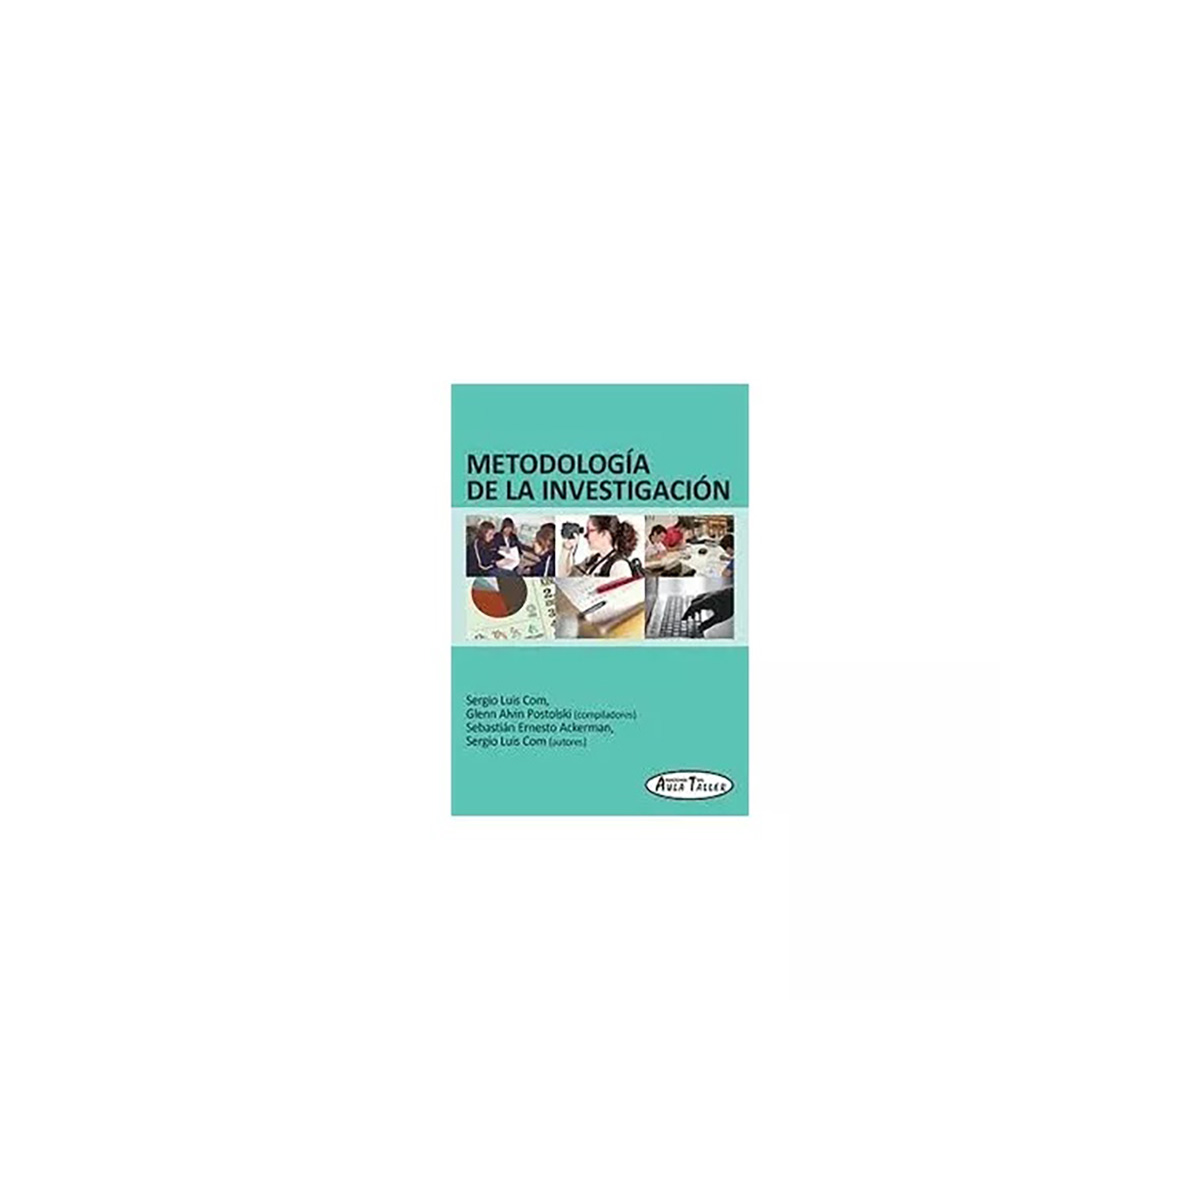 METODOLOGÍA
DE LA INVESTIGACIÓN
Sergio Luis Com,
Glenn Alvin Postolski (compiladores)
Sebastián Ernesto Ackerman,
Sergio Luis Com (autores)
AULA TALLER